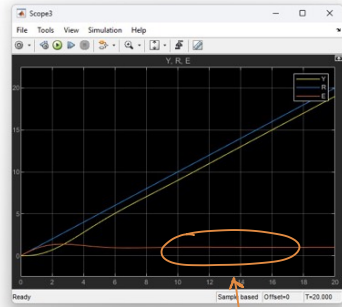 Scope3
File Tools View Simulation Help
Y, R, E
Y
R
E
20
15
10
5
0
0 2 4 6 8 10 12 14 16 18 20
Ready Sample based Offset=0 T=20.000